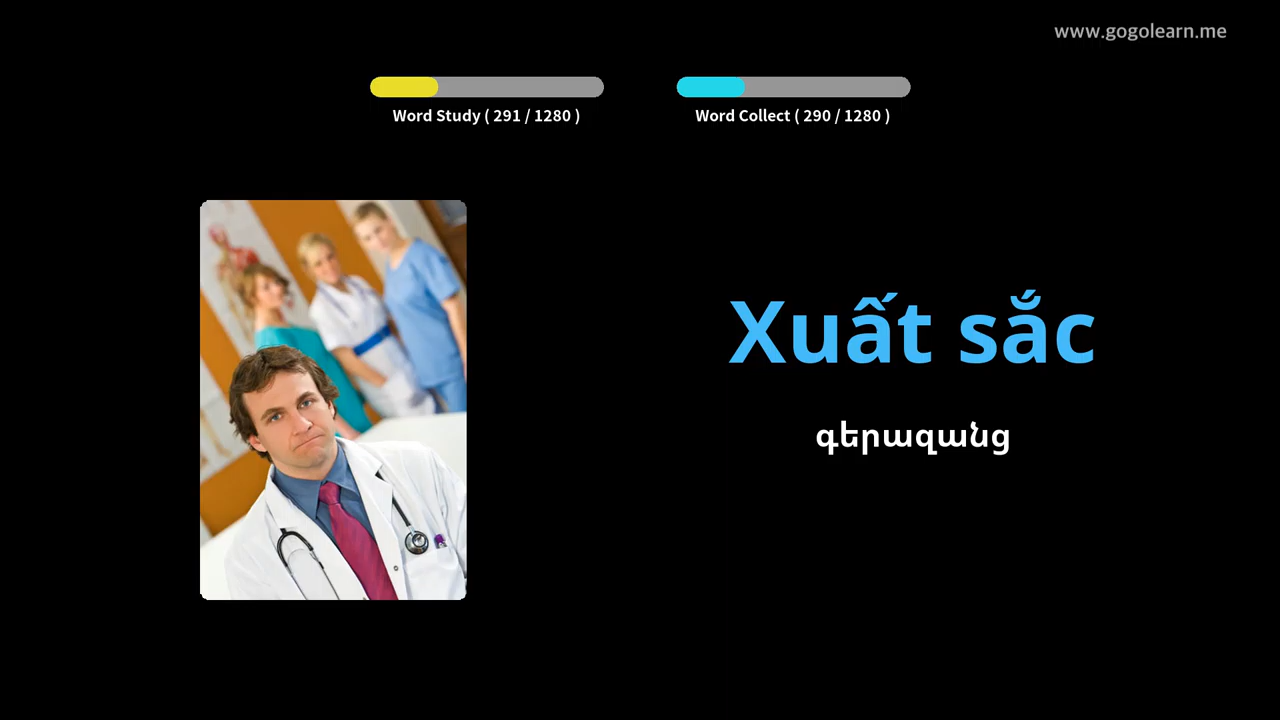 www.gogolearn.me
Word Study ( 291 / 1280 )
Word Collect ( 290 / 1280 )
Xuất sắc
գերազանց